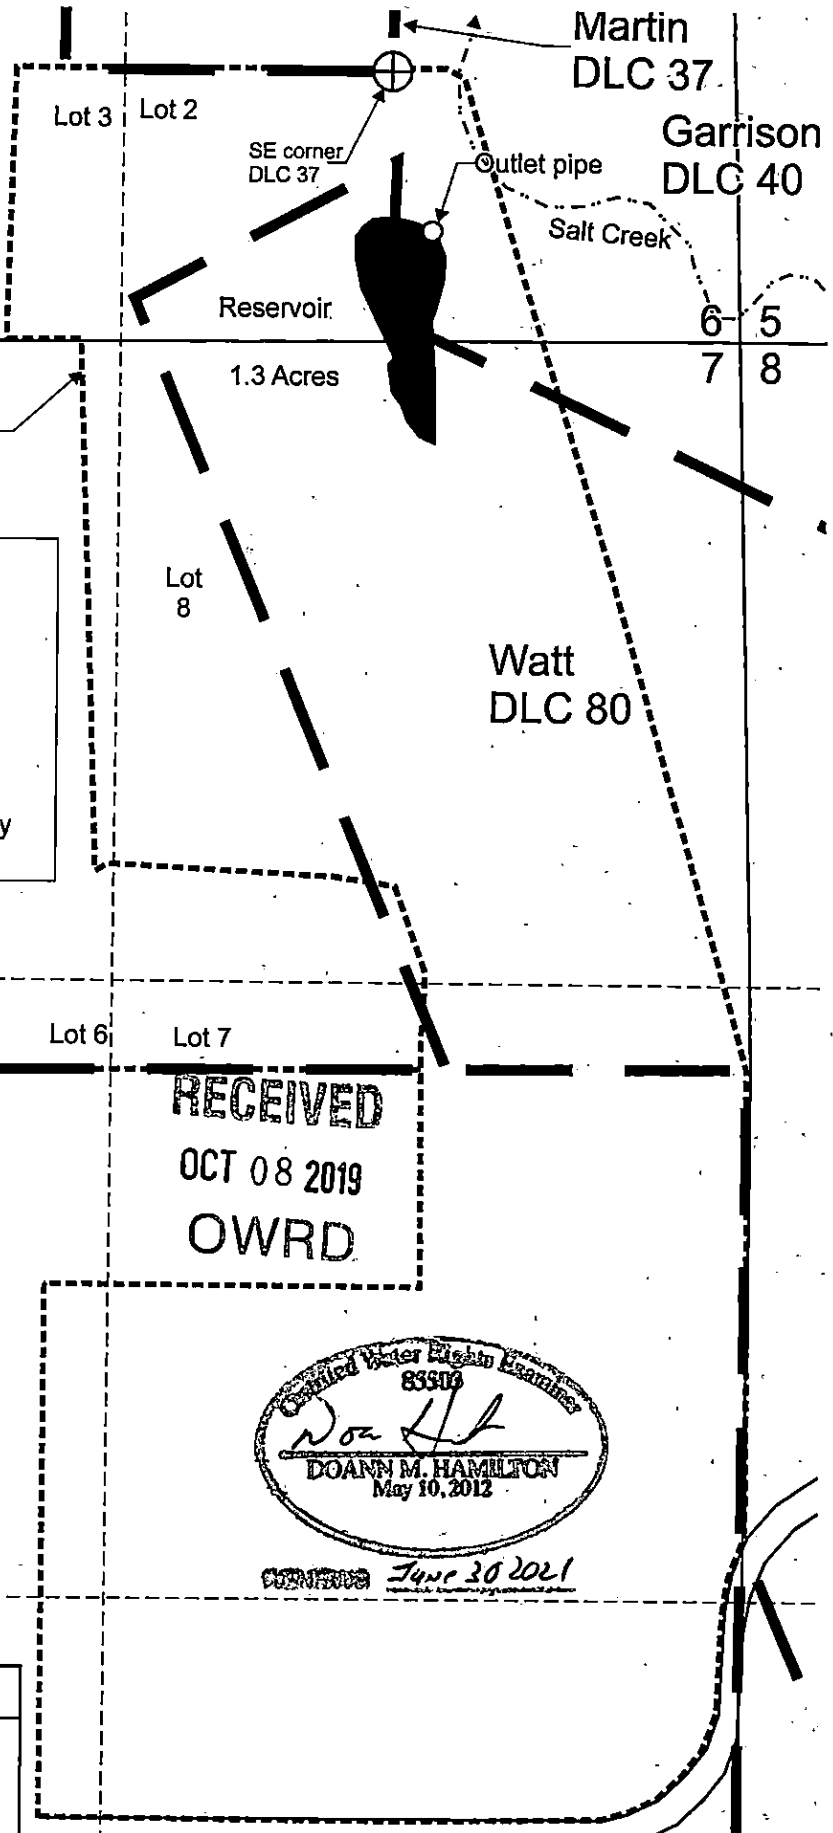 Martin
DLC 37
Lot 3
Lot 2
Garrison
DLC 40
SE corner
DLC 37
Outlet pipe
Salt Creek
Reservoir
6
5
1.3 Acres
7
8
Lot
8
Watt
DLC 80
y
Lot 6
Lot 7
RECEIVED
OCT 08 2019
OWRD
Certified Water Rights Examiner
DOANN M. HAMILTON
May 10, 2012
June 30 2021